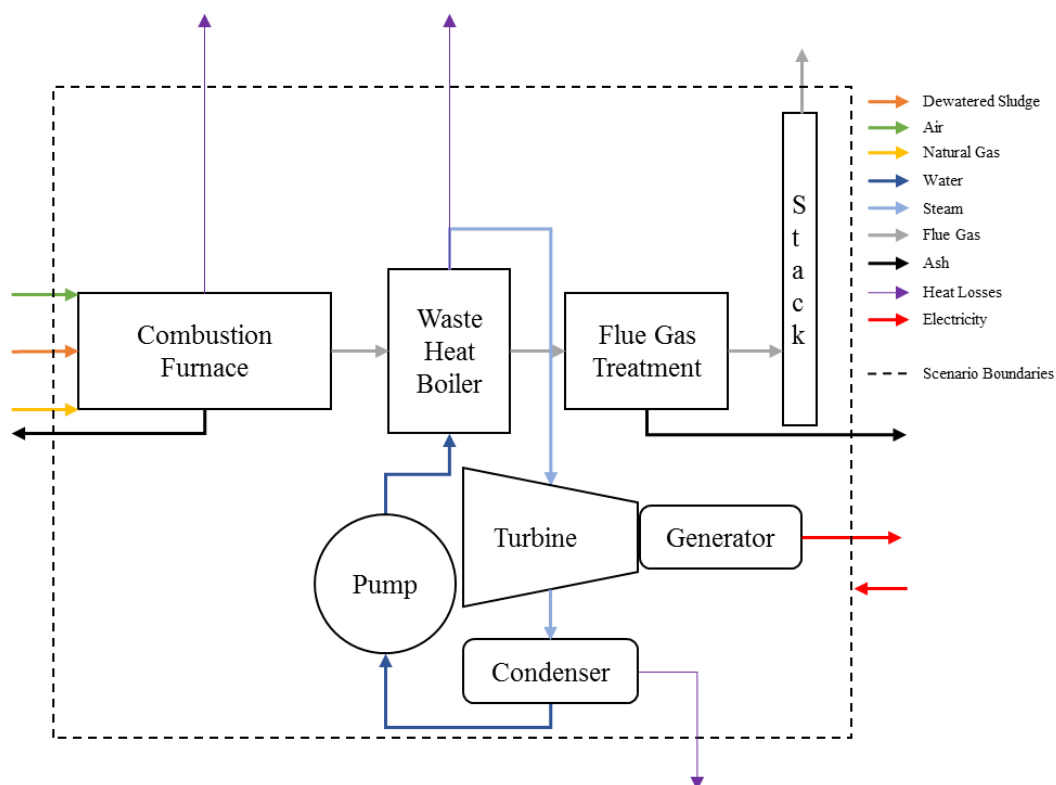 Combustion
Furnace
Waste
Heat
Boiler
Flue Gas
Treatment
S
t
a
c
k
Pump
Turbine
Generator
Condenser
Dewatered Sludge
Air
Natural Gas
Water
Steam
Flue Gas
Ash
Heat Losses
Electricity
Scenario Boundaries